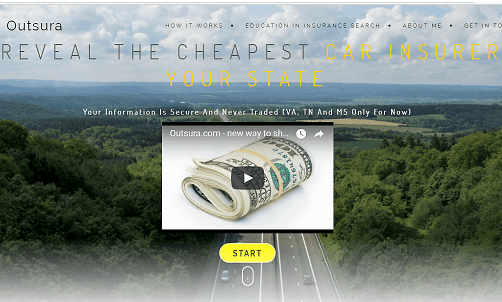 Outsura
HOW IT WORKS • EDUCATION IN INSURANCE SEARCH • ABOUT ME • GET IN TO
REVEAL THE CHEAPEST CAR INSURER
YOUR STATE
Your Information Is Secure And Never Traded (VA, TN And MS Only For Now)
Outsura.com - new way to sh...
START